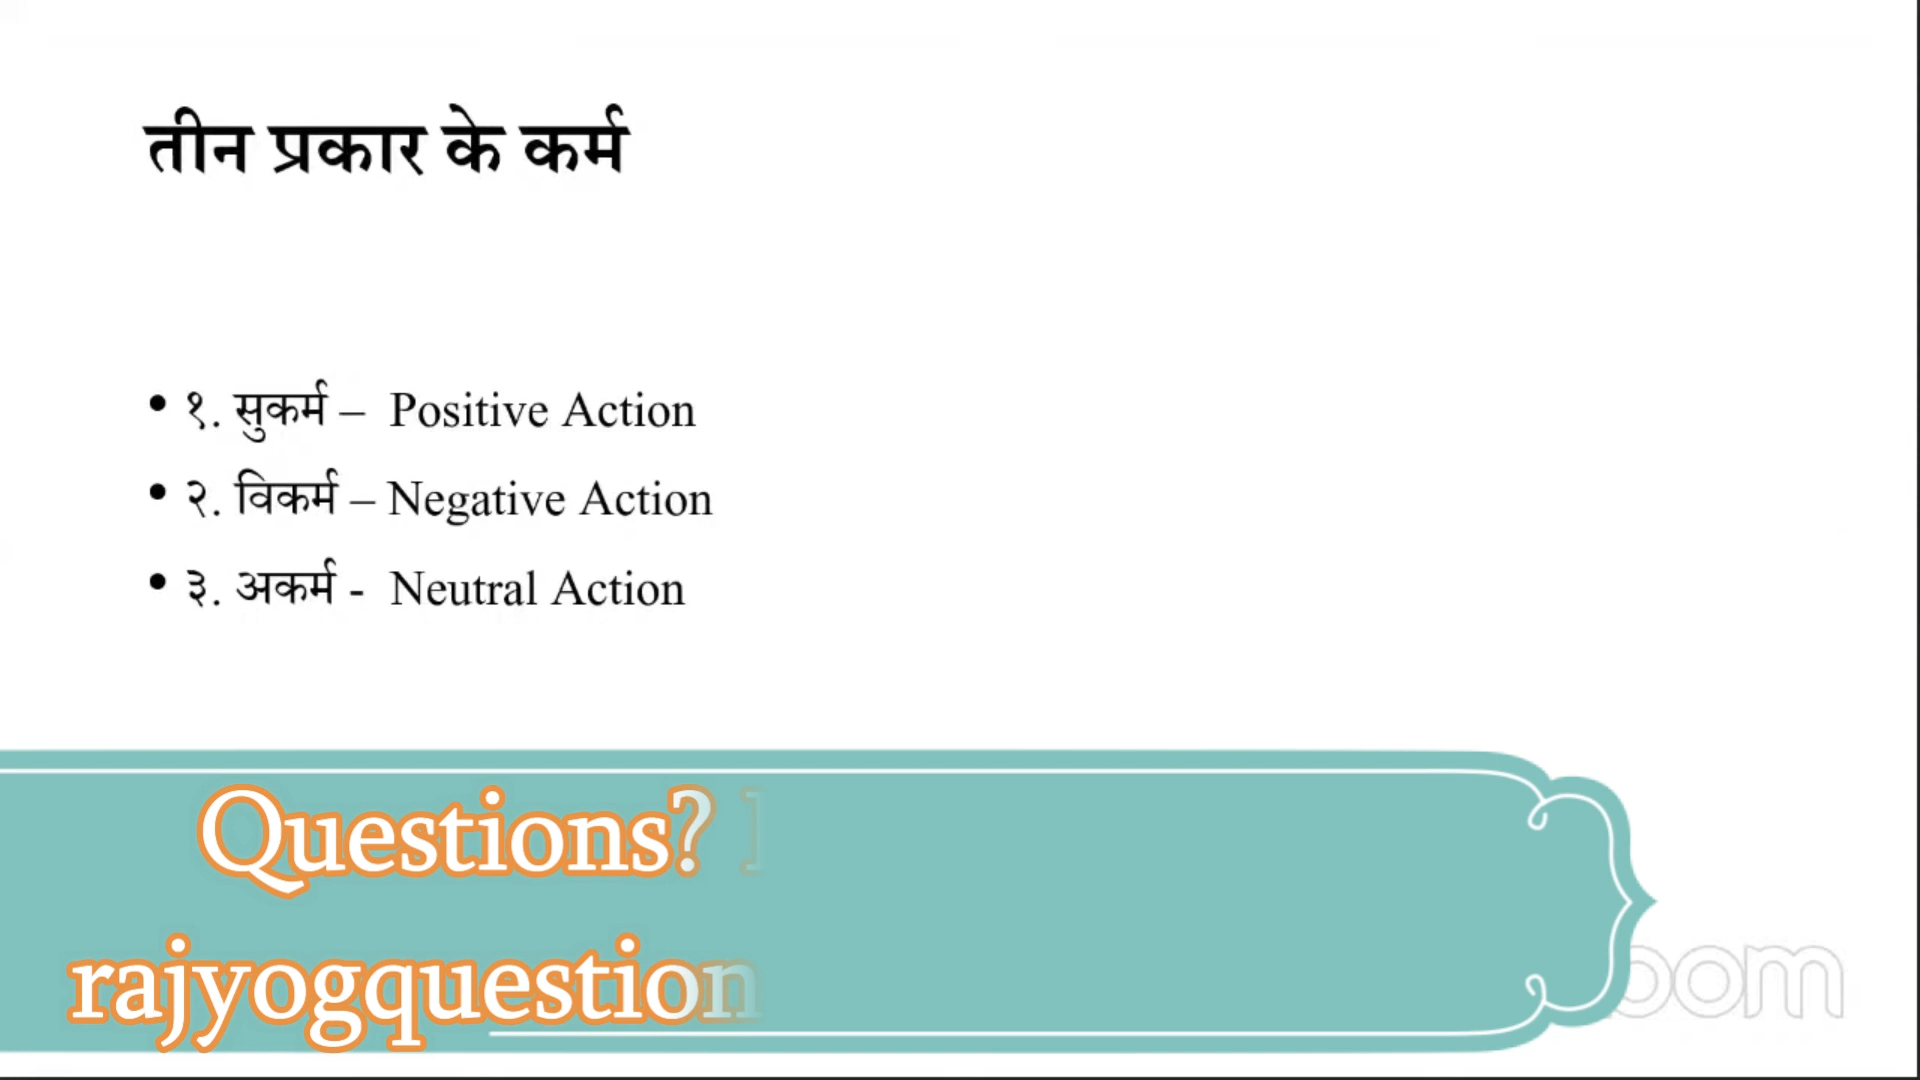 तीन प्रकार के कर्म
• १. सुकर्म – Positive Action
• २. विकर्म – Negative Action
• ३. अकर्म - Neutral Action
Questions?
rajyogquestion